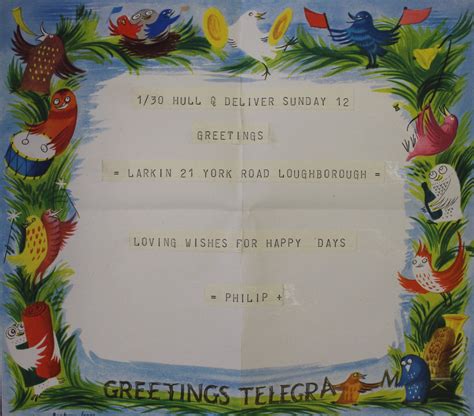 1/30 HULL Q DELIVER SUNDAY 12
GREETINGS
= LARKIN 21 YORK ROAD LOUGHBOROUGH =
LOVING WISHES FOR HAPPY DAYS
= PHILIP +
GREETINGS TELEGRAM